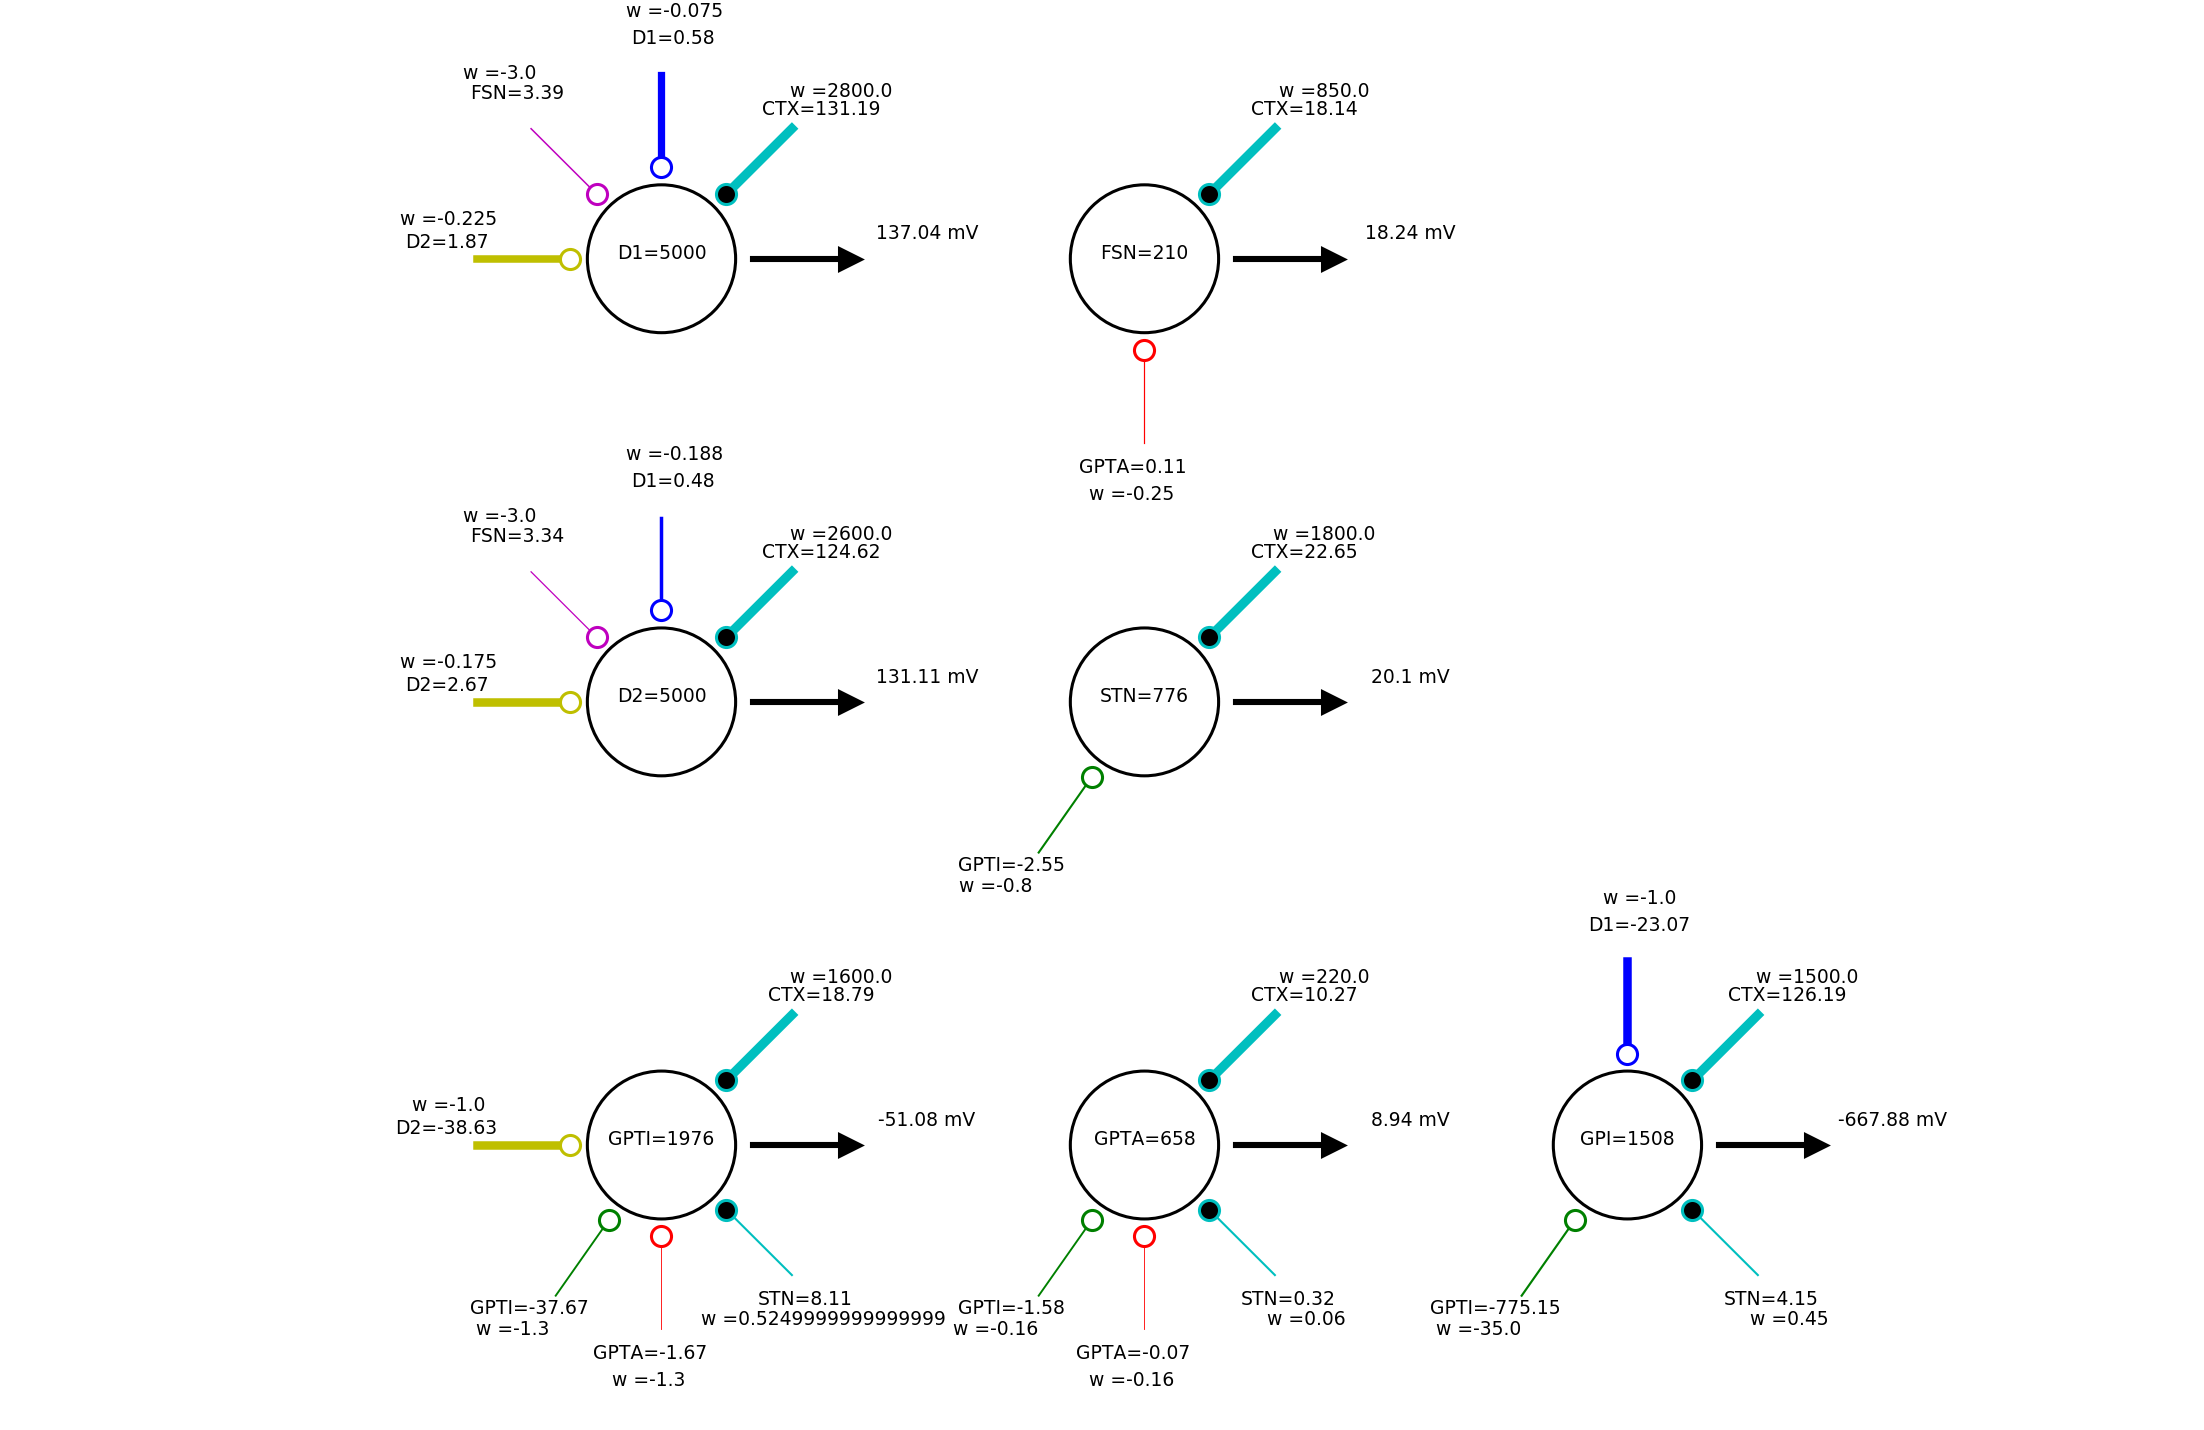 w =-0.075
D1=0.58
w =-3.0
FSN=3.39
w =2800.0
CTX=131.19
w =-0.225
D2=1.87
D1=5000
137.04 mV
w =850.0
CTX=18.14
FSN=210
18.24 mV
GPTA=0.11
w =-0.25
w =-0.188
D1=0.48
w =-3.0
FSN=3.34
w =2600.0
CTX=124.62
w =-0.175
D2=2.67
D2=5000
131.11 mV
w =1800.0
CTX=22.65
STN=776
20.1 mV
GPTI=-2.55
w =-0.8
w =1600.0
CTX=18.79
w =-1.0
D2=-38.63
GPTI=1976
-51.08 mV
GPTI=-37.67
w =-1.3
GPTA=-1.67
w =-1.3
STN=8.11
w =0.5249999999999999
w =220.0
CTX=10.27
GPTA=658
8.94 mV
GPTI=-1.58
w =-0.16
GPTA=-0.07
w =-0.16
STN=0.32
w =0.06
w =-1.0
D1=-23.07
w =1500.0
CTX=126.19
GPI=1508
-667.88 mV
GPTI=-775.15
w =-35.0
STN=4.15
w =0.45